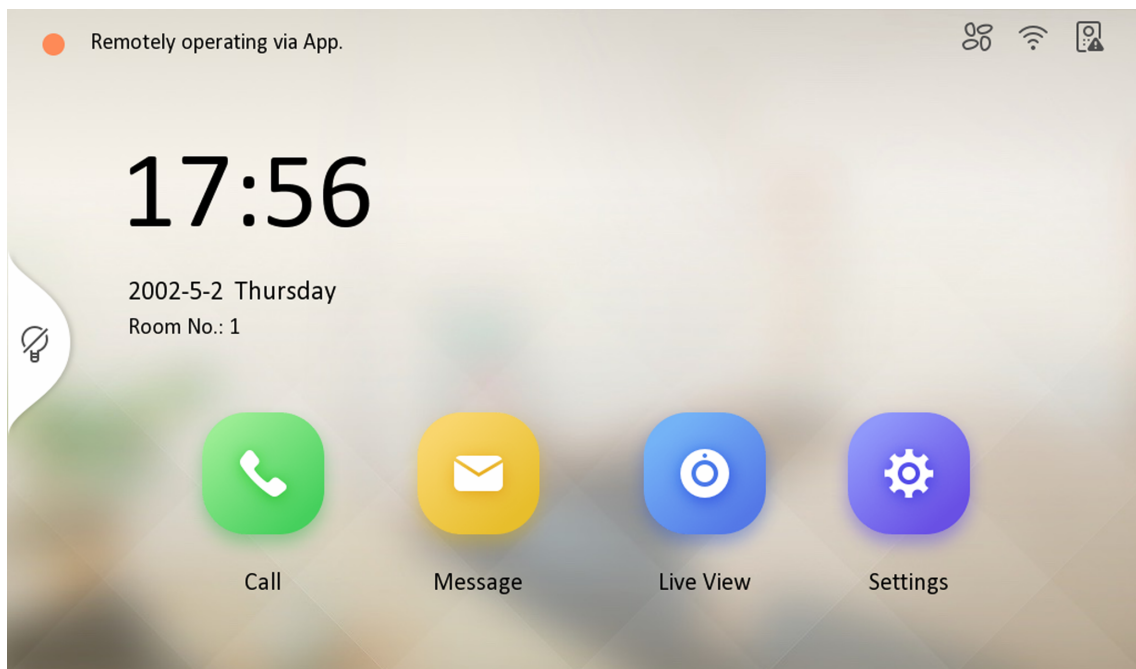 Remotely operating via App.
17:56
2002-5-2 Thursday
Room No.: 1
Call
Message
Live View
Settings